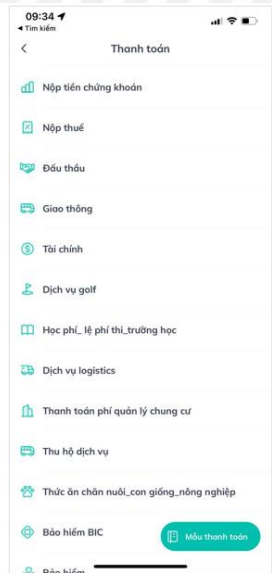 09:34
◀ Tìm kiếm
Thanh toán
Nộp tiền chứng khoán
Nộp thuế
Đấu thầu
Giao thông
Tài chính
Dịch vụ golf
Học phí_ lệ phí thi_trường học
Dịch vụ logistics
Thanh toán phí quản lý chung cư
Thu hộ dịch vụ
Thức ăn chăn nuôi_con giống_nông nghiệp
Bảo hiểm BIC
Mẫu thanh toán
Bảo hiểm